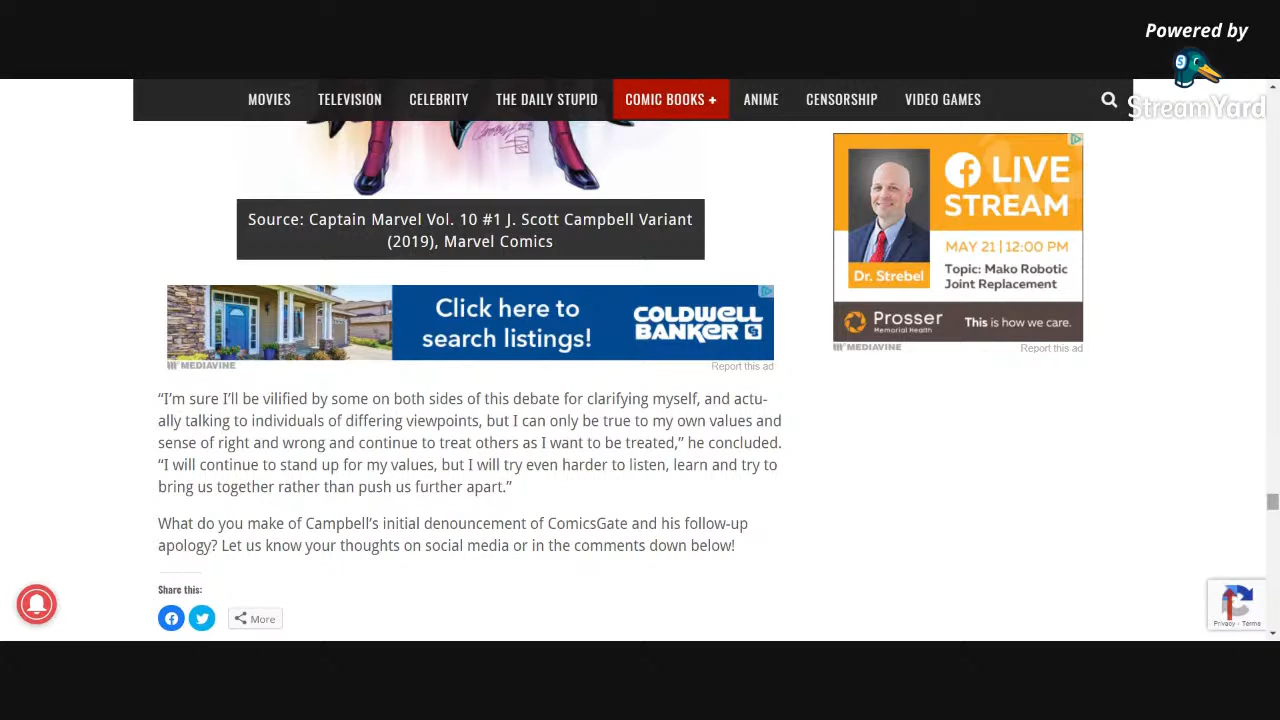 Powered by
StreamYard
MOVIES TELEVISION CELEBRITY THE DAILY STUPID COMIC BOOKS + ANIME CENSORSHIP VIDEO GAMES
Source: Captain Marvel Vol. 10 #1 J. Scott Campbell Variant
(2019), Marvel Comics
Click here to
search listings!
COLDWELL
BANKER
MEDIAVINE
Report this ad
“I’m sure I’ll be vilified by some on both sides of this debate for clarifying myself, and actu-
ally talking to individuals of differing viewpoints, but I can only be true to my own values and
sense of right and wrong and continue to treat others as I want to be treated,” he concluded.
“I will continue to stand up for my values, but I will try even harder to listen, learn and try to
bring us together rather than push us further apart.”
What do you make of Campbell’s initial denouncement of ComicsGate and his follow-up
apology? Let us know your thoughts on social media or in the comments down below!
Share this:
More
LIVE
STREAM
MAY 21 | 12:00 PM
Dr. Strebel
Topic: Mako Robotic
Joint Replacement
Prosser
Memorial Health
This is how we care.
MEDIAVINE
Report this ad
Privacy - Terms